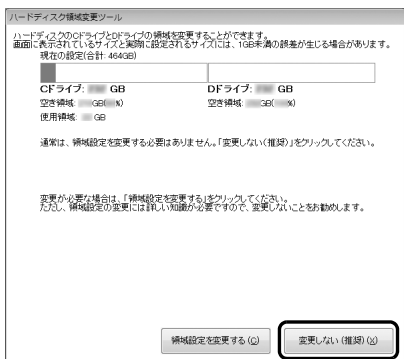 ハードディスク領域変更ツール
ハードディスクのCドライブとDドライブの領域を変更することができます。
画面に表示されているサイズと実際に設定されるサイズには、1GB未満の誤差が生じる場合があります。
現在の設定(合計: 464GB)
Cドライブ: GB Dドライブ: GB
空き領域: GB( %) 空き領域: GB( %)
使用領域: GB
通常は、領域設定を変更する必要はありません。「変更しない(推奨)」をクリックしてください。
変更が必要な場合は、「領域設定を変更する」をクリックしてください。
ただし、領域設定の変更には詳しい知識が必要ですので、変更しないことをお勧めします。
領域設定を変更する(C) 変更しない(推奨)(X)